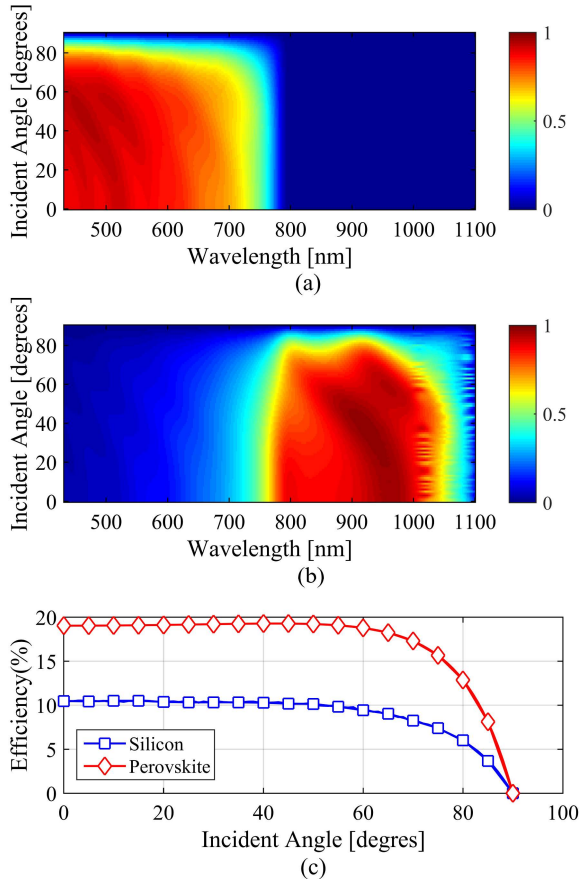 80
60
40
20
0
Incident Angle [degrees]
500 600 700 800 900 1000 1100
Wavelength [nm]
1
0.5
0
(a)
80
60
40
20
0
Incident Angle [degrees]
500 600 700 800 900 1000 1100
Wavelength [nm]
1
0.5
0
(b)
20
15
10
5
0
Efficiency(%)
Silicon
Perovskite
0 20 40 60 80 100
Incident Angle [degres]
(c)